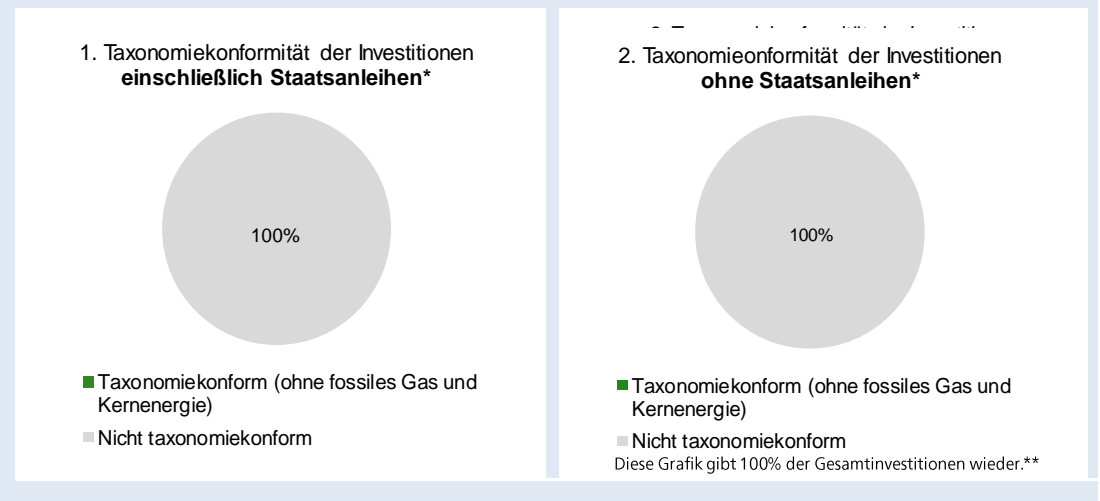 1. Taxonomiekonformität der Investitionen
einschließlich Staatsanleihen*
100%
Taxonomiekonform (ohne fossiles Gas und
Kernenergie)
Nicht taxonomiekonform
2. Taxonomieonformität der Investitionen
ohne Staatsanleihen*
100%
Taxonomiekonform (ohne fossiles Gas und
Kernenergie)
Nicht taxonomiekonform
Diese Grafik gibt 100% der Gesamtinvestitionen wieder.**